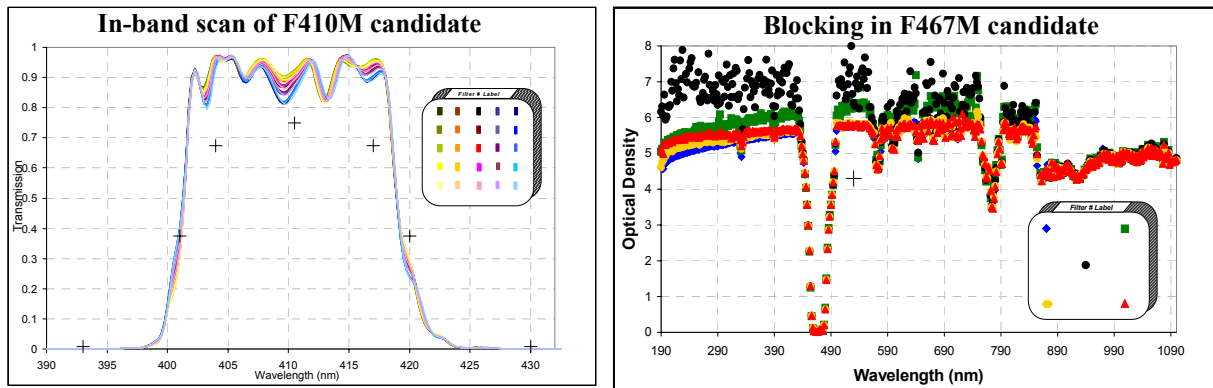 In-band scan of F410M candidate
1
0.9
0.8
0.7
0.6
0.5
0.4
0.3
0.2
0.1
0
Transmission
Filter # Label
390 395 400 405 410 415 420 425 430
Wavelength (nm)
Blocking in F467M candidate
8
7
6
5
4
3
2
1
0
Optical Density
Filter # Label
190 290 390 490 590 690 790 890 990 1090
Wavelength (nm)